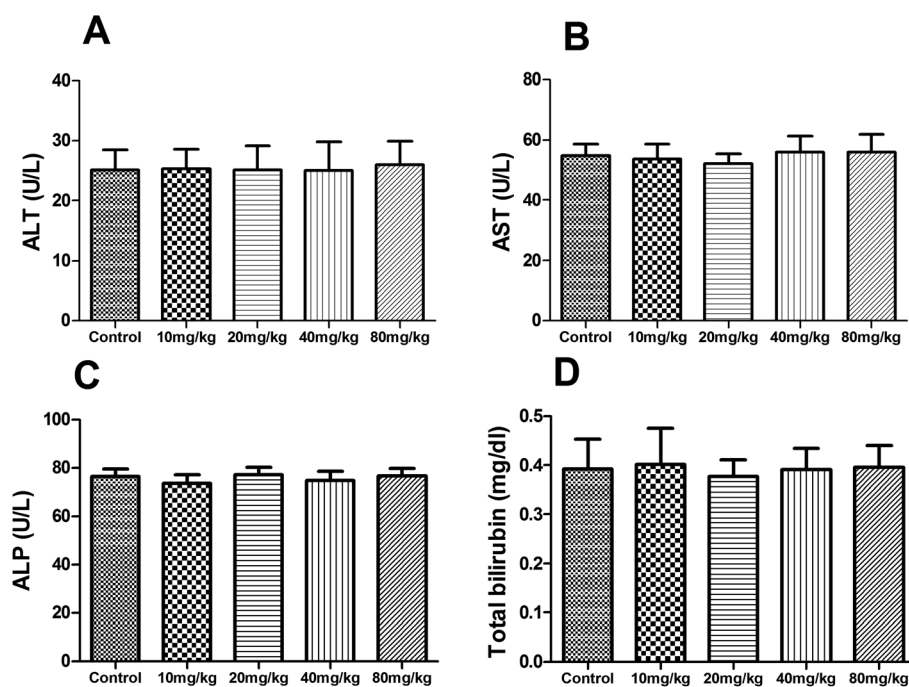 A
ALT (U/L)
40
30
20
10
0
Control 10mg/kg 20mg/kg 40mg/kg 80mg/kg
B
AST (U/L)
80
60
40
20
0
Control 10mg/kg 20mg/kg 40mg/kg 80mg/kg
C
ALP (U/L)
100
80
60
40
20
0
Control 10mg/kg 20mg/kg 40mg/kg 80mg/kg
D
Total bilirubin (mg/dl)
0.5
0.4
0.2
0.1
0.0
Control 10mg/kg 20mg/kg 40mg/kg 80mg/kg